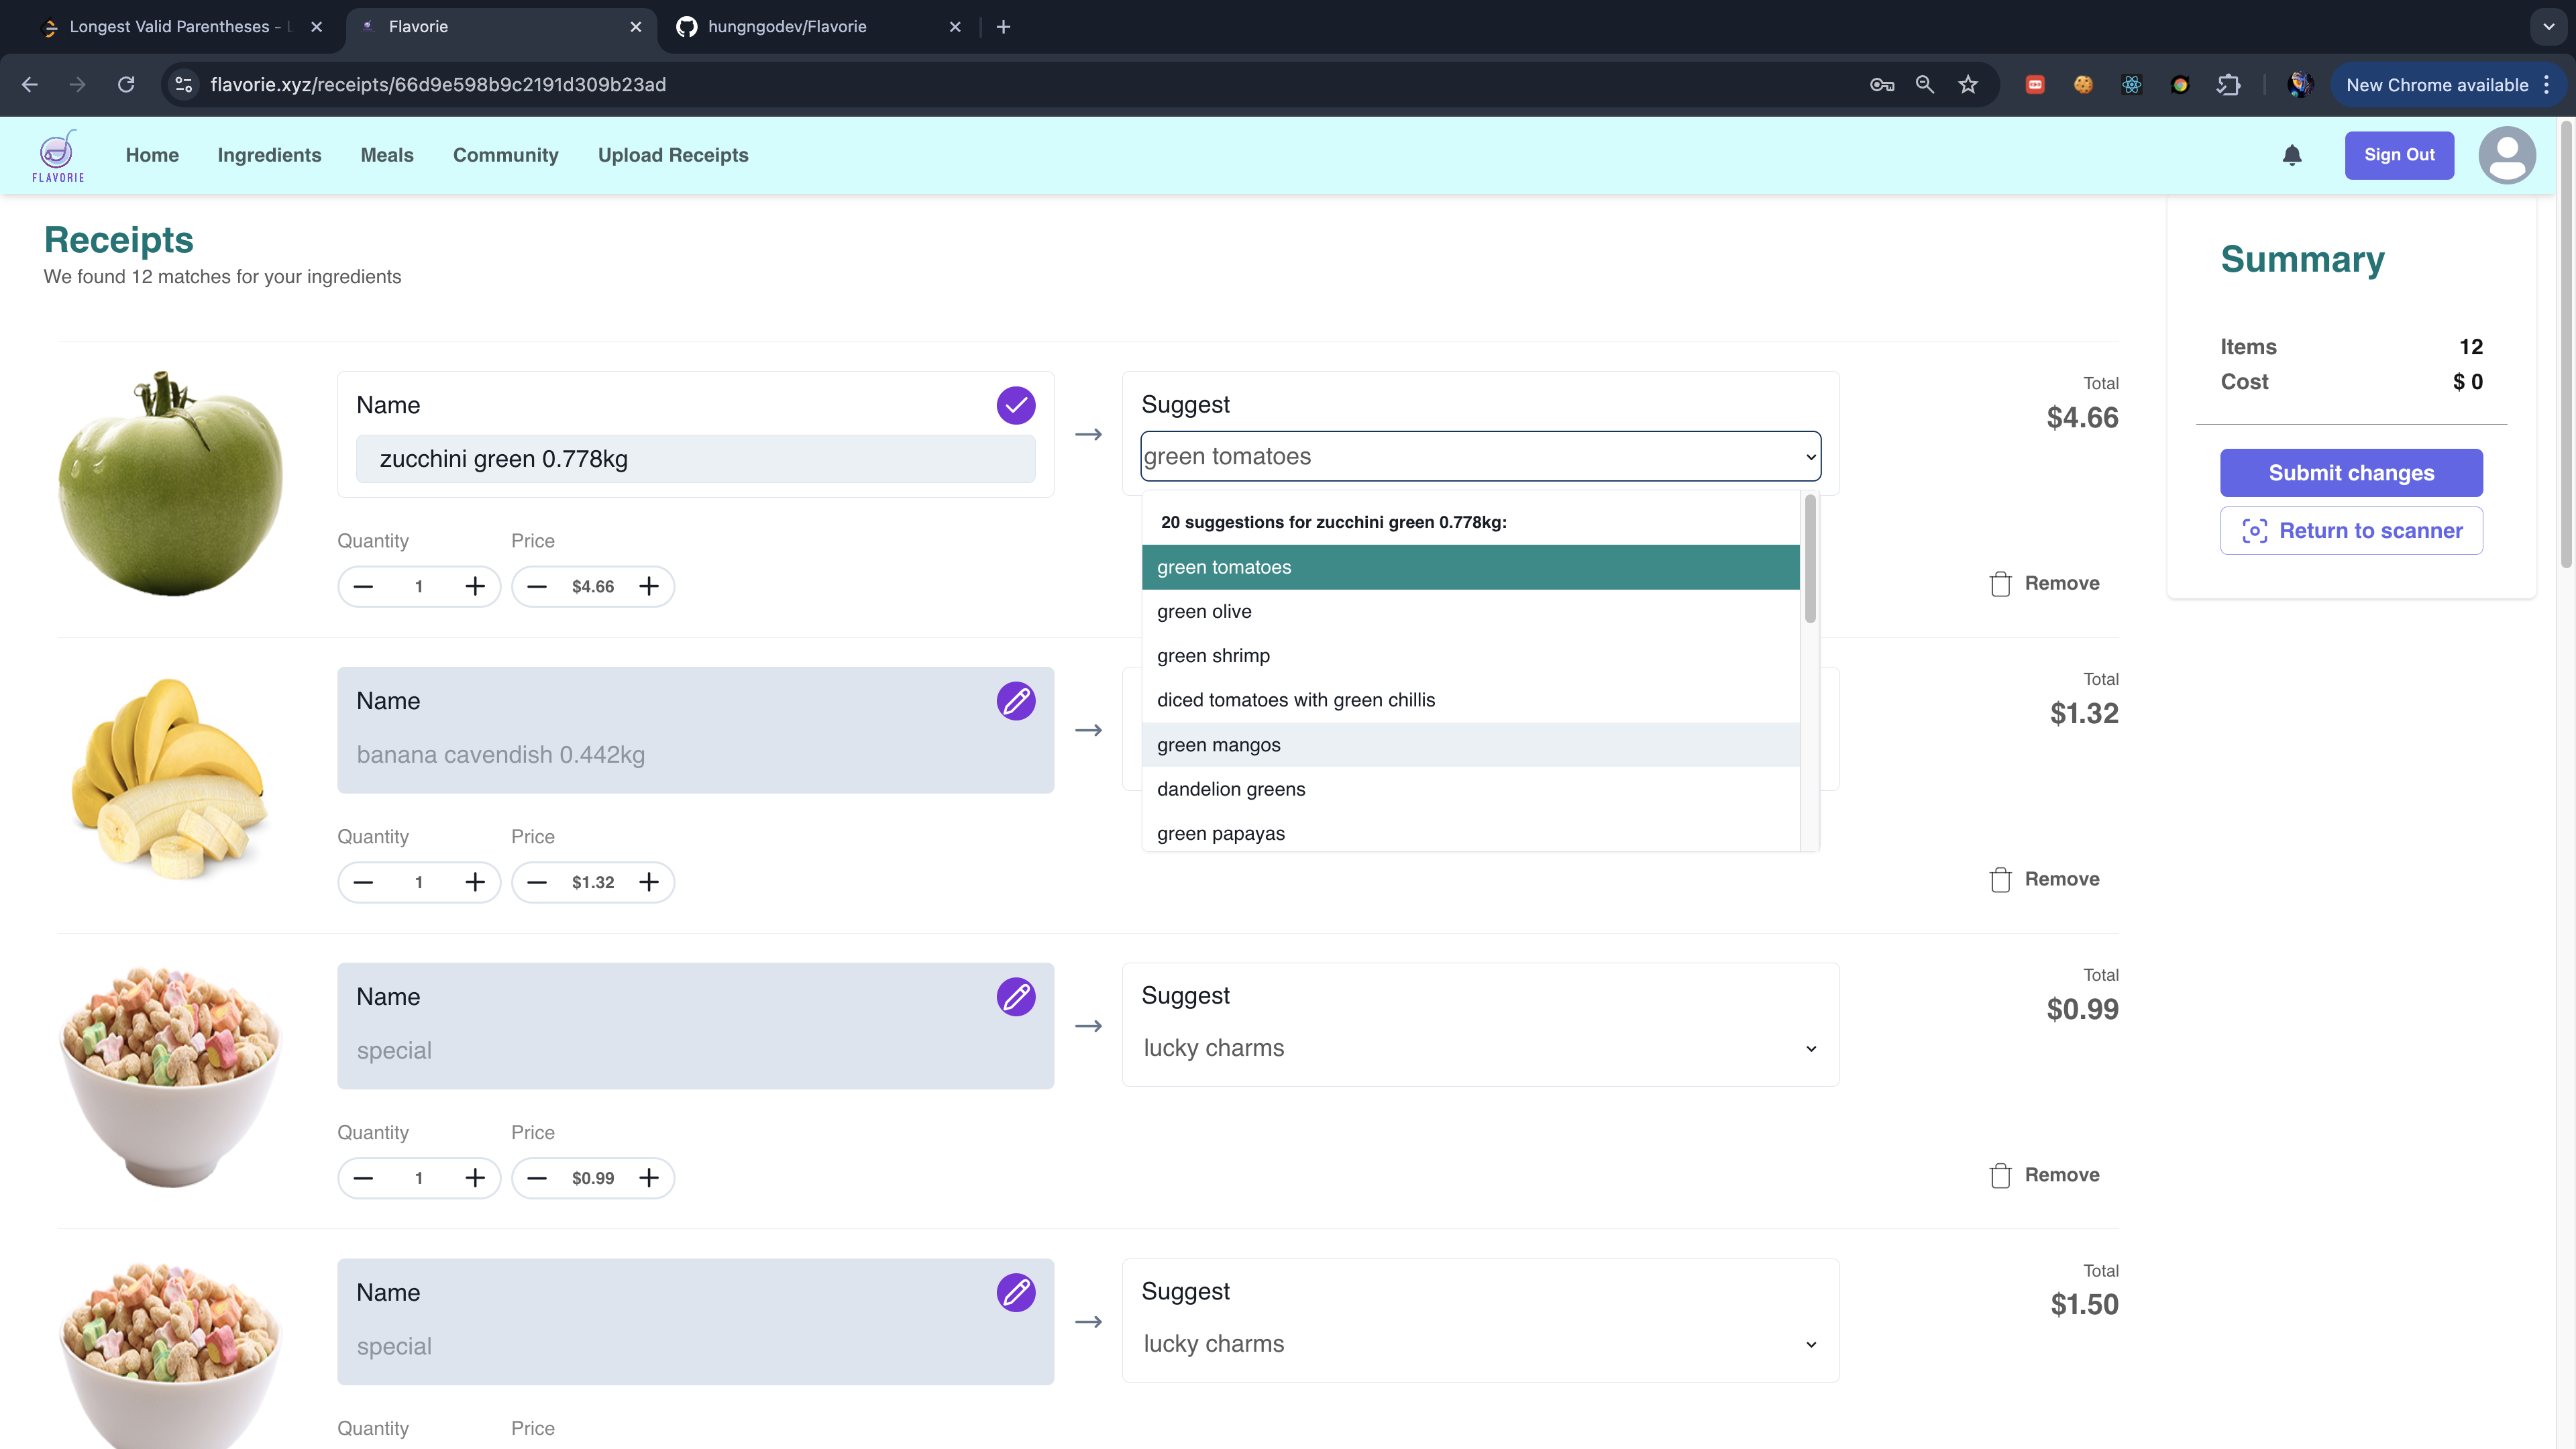 Longest Valid Parentheses -
Flavorie
hungngodev/Flavorie
flavorie.xyz/receipts/66d9e598b9c2191d309b23ad
New Chrome available
FLAVORIE
Home
Ingredients
Meals
Community
Upload Receipts
Sign Out
Receipts
We found 12 matches for your ingredients
Name
zucchini green 0.778kg
Suggest
green tomatoes
Total
$4.66
20 suggestions for zucchini green 0.778kg:
green tomatoes
green olive
green shrimp
diced tomatoes with green chillis
green mangos
dandelion greens
green papayas
Quantity
Price
1
$4.66
Remove
Name
banana cavendish 0.442kg
Total
$1.32
Quantity
Price
1
$1.32
Remove
Name
special
Suggest
lucky charms
Total
$0.99
Quantity
Price
1
$0.99
Remove
Name
special
Suggest
lucky charms
Total
$1.50
Quantity
Price
Summary
Items 12
Cost $ 0
Submit changes
Return to scanner